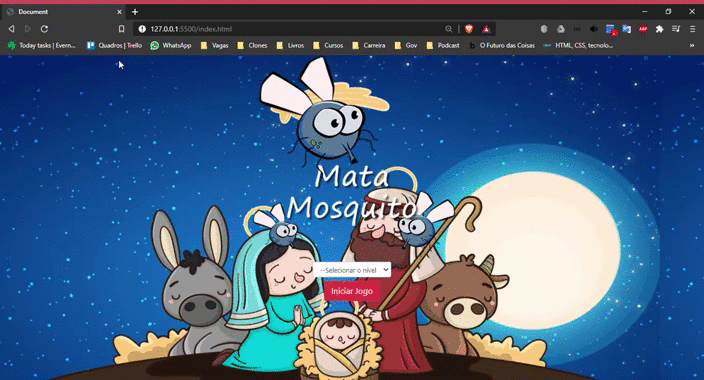 Document
127.0.0.1:5500/index.html
Today tasks | Evern...
Quadros | Trello
WhatsApp
Vagas
Clones
Livros
Cursos
Carreira
Gov
Podcast
O Futuro das Coisas
HTML, CSS, tecnolo...
Mata
Mosquito
--Selecionar o nível
Iniciar Jogo